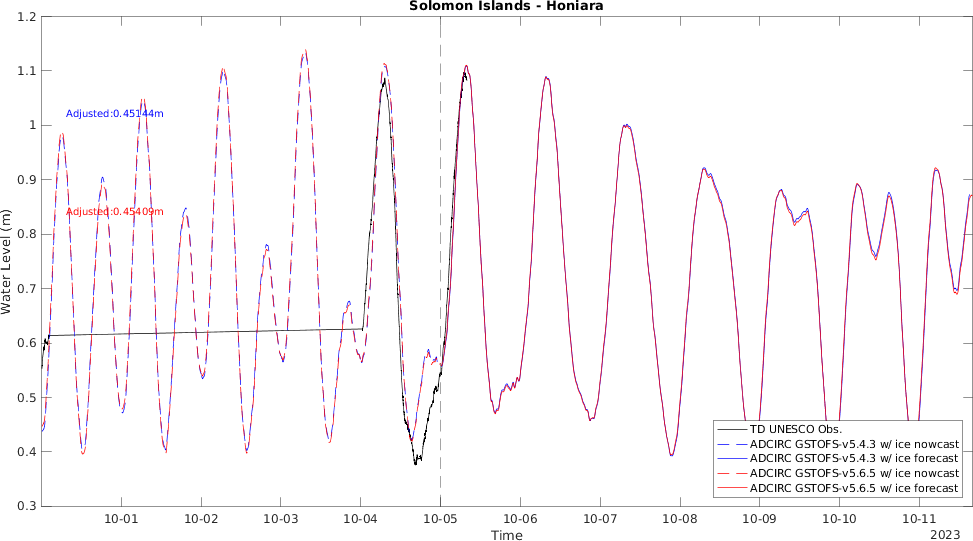 Solomon Islands - Honiara
1.2
1.1
1
0.9
0.8
0.7
0.6
0.5
0.4
0.3
Water Level (m)
Adjusted:0.45144m
Adjusted:0.45409m
TD UNESCO Obs.
ADCIRC GSTOFS-v5.4.3 w/ ice nowcast
ADCIRC GSTOFS-v5.4.3 w/ ice forecast
ADCIRC GSTOFS-v5.6.5 w/ ice nowcast
ADCIRC GSTOFS-v5.6.5 w/ ice forecast
10-01 10-02 10-03 10-04 10-05 10-06 10-07 10-08 10-09 10-10 10-11
2023
Time